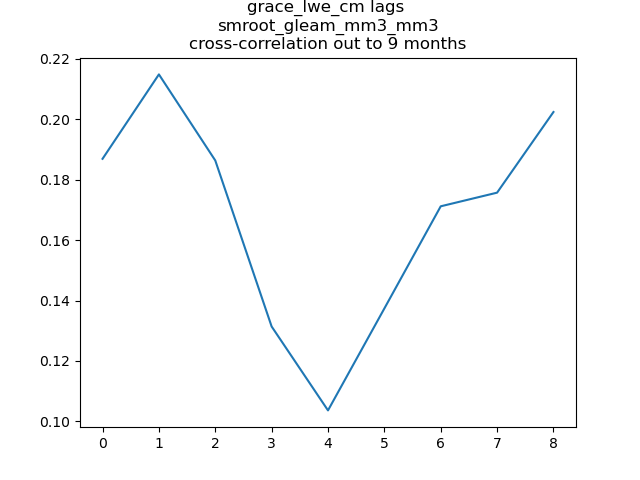 grace_lwe_cm lags
smroot_gleam_mm3_mm3
cross-correlation out to 9 months
0.22
0.20
0.18
0.16
0.14
0.12
0.10
0 1 2 3 4 5 6 7 8